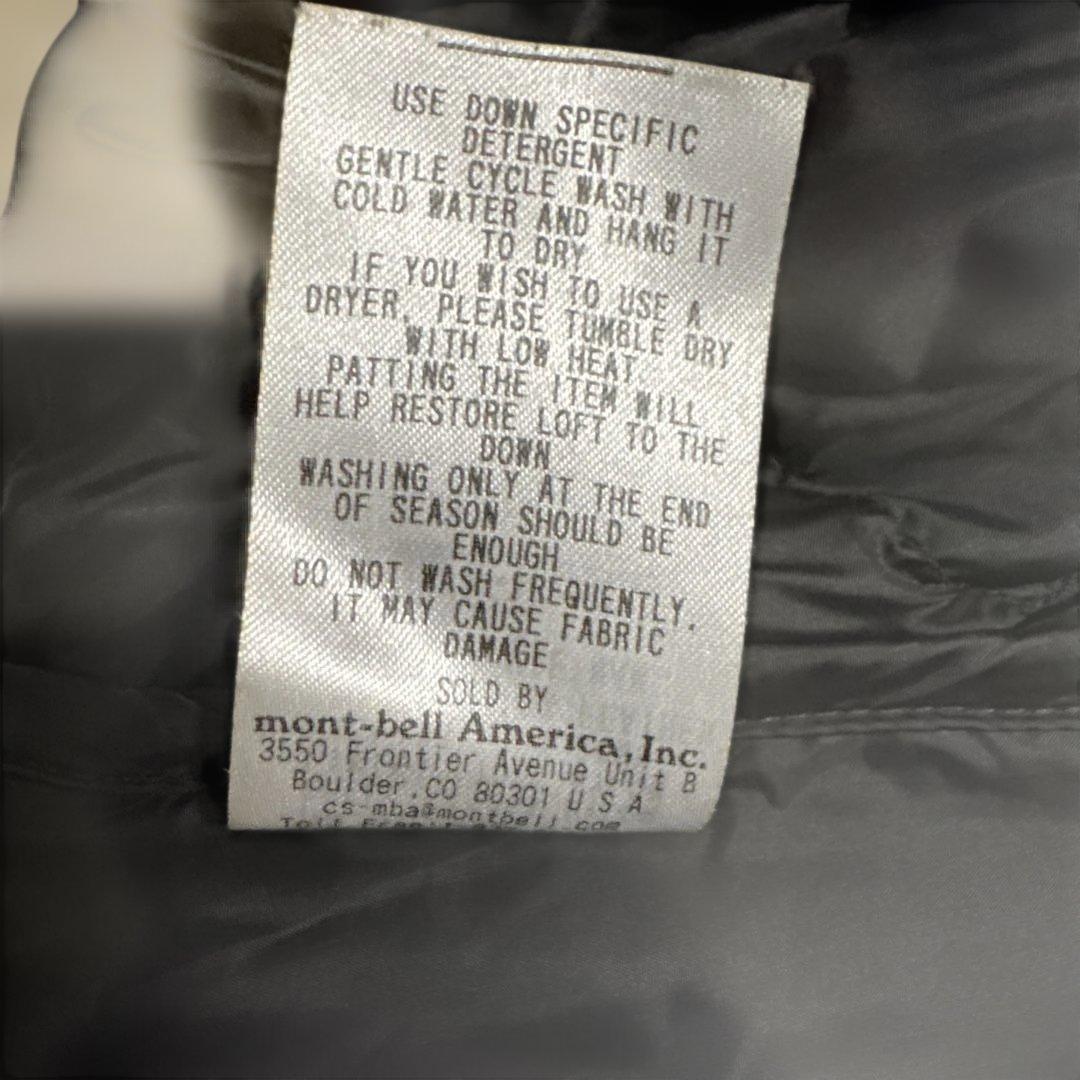 USE DOWN SPECIFIC
DETERGENT
GENTLE CYCLE WASH WITH
COLD WATER AND HANG IT
TO DRY
IF YOU WISH TO USE A
DRYER, PLEASE TUMBLE DRY
WITH LOW HEAT
PATTING THE ITEM WILL
HELP RESTORE LOFT TO THE
DOWN
WASHING ONLY AT THE END
OF SEASON SHOULD BE
ENOUGH
DO NOT WASH FREQUENTLY.
IT MAY CAUSE FABRIC
DAMAGE
SOLD BY
mont-bell America, Inc.
3550 Frontier Avenue Unit B
Boulder, CO 80301 U S A
cs-mba@montbell.com